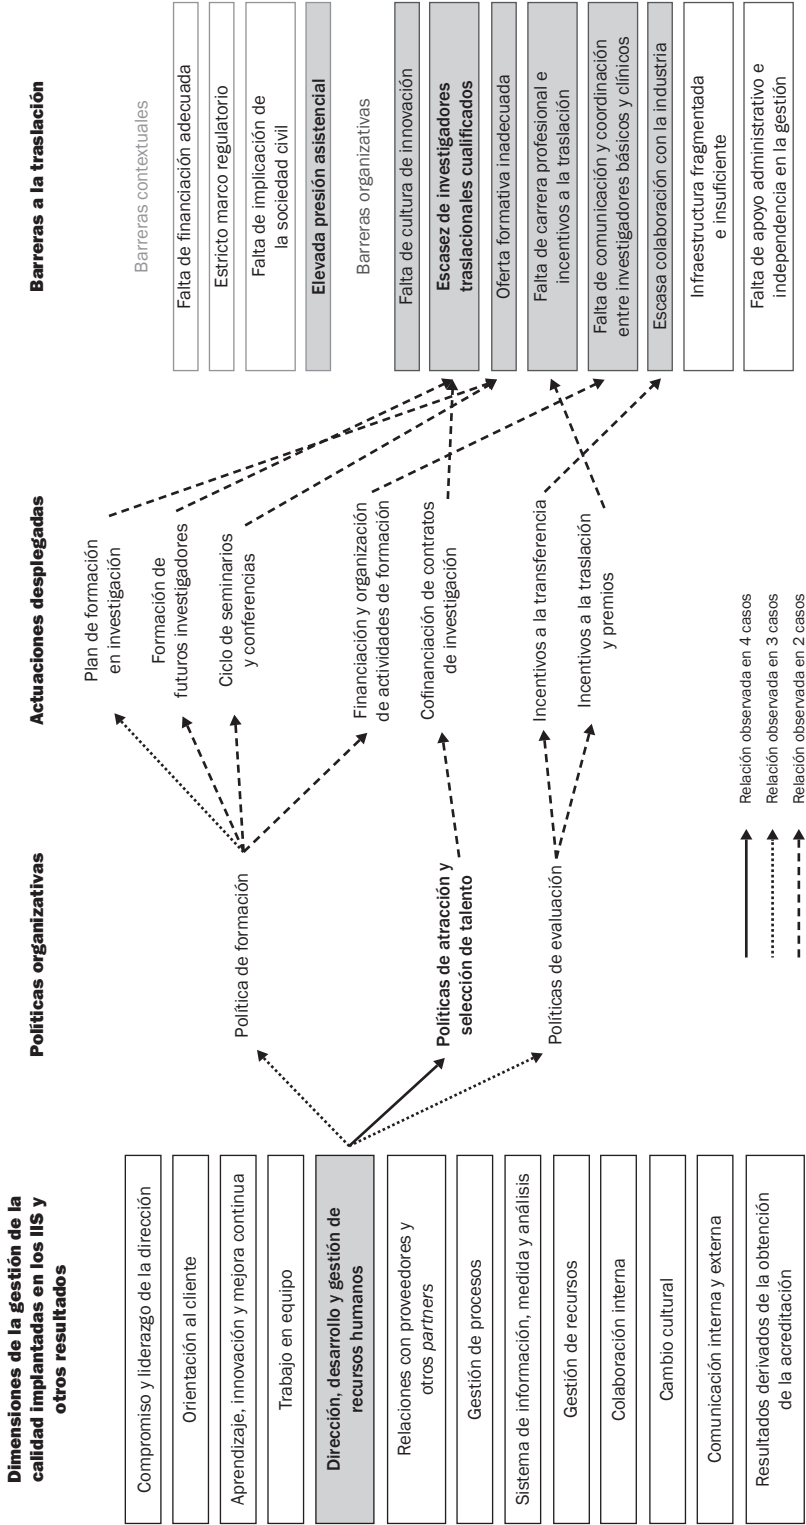 Dimensiones de la gestión de la
calidad implantadas en los IIS y
otros resultados
Compromiso y liderazgo de la dirección
Orientación al cliente
Aprendizaje, innovación y mejora continua
Trabajo en equipo
Dirección, desarrollo y gestión de
recursos humanos
Relaciones con proveedores y
otros partners
Gestión de procesos
Sistema de información, medida y análisis
Gestión de recursos
Colaboración interna
Cambio cultural
Comunicación interna y externa
Resultados derivados de la obtención
de la acreditación
Políticas organizativas
Política de formación
Políticas de atracción y
selección de talento
Políticas de evaluación
Actuaciones desplegadas
Plan de formación
en investigación
Formación de
futuros investigadores
Ciclo de seminarios
y conferencias
Financiación y organización
de actividades de formación
Cofinanciación de contratos
de investigación
Incentivos a la transferencia
Incentivos a la traslación
y premios
Barreras a la traslación
Barreras contextuales
Falta de financiación adecuada
Estricto marco regulatorio
Falta de implicación de
la sociedad civil
Elevada presión asistencial
Barreras organizativas
Falta de cultura de innovación
Escasez de investigadores
traslacionales cualificados
Oferta formativa inadecuada
Falta de carrera profesional e
incentivos a la traslación
Falta de comunicación y coordinación
entre investigadores básicos y clínicos
Escasa colaboración con la industria
Infraestructura fragmentada
e insuficiente
Falta de apoyo administrativo e
independencia en la gestión
Relación observada en 4 casos
Relación observada en 3 casos
Relación observada en 2 casos